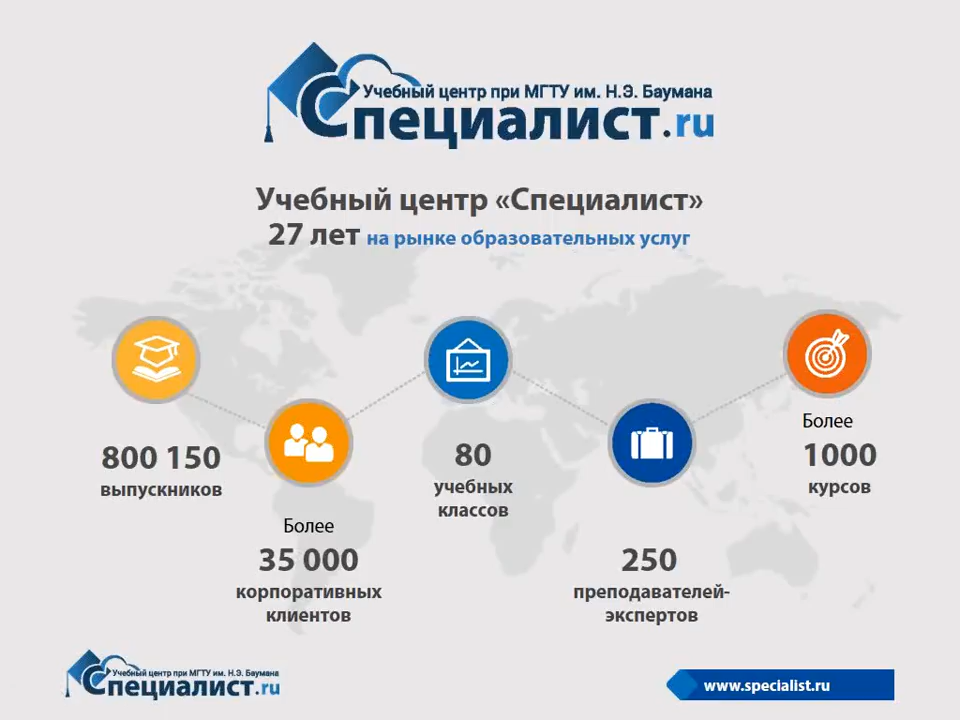 Учебный центр при МГТУ им. Н.Э. Баумана
Специалист.ru
Учебный центр «Специалист»
27 лет на рынке образовательных услуг
800 150
выпускников
Более
35 000
корпоративных
клиентов
80
учебных
классов
250
преподавателей-
экспертов
Более
1000
курсов
Учебный центр при МГТУ им. Н.Э. Баумана
Специалист.ru
www.specialist.ru